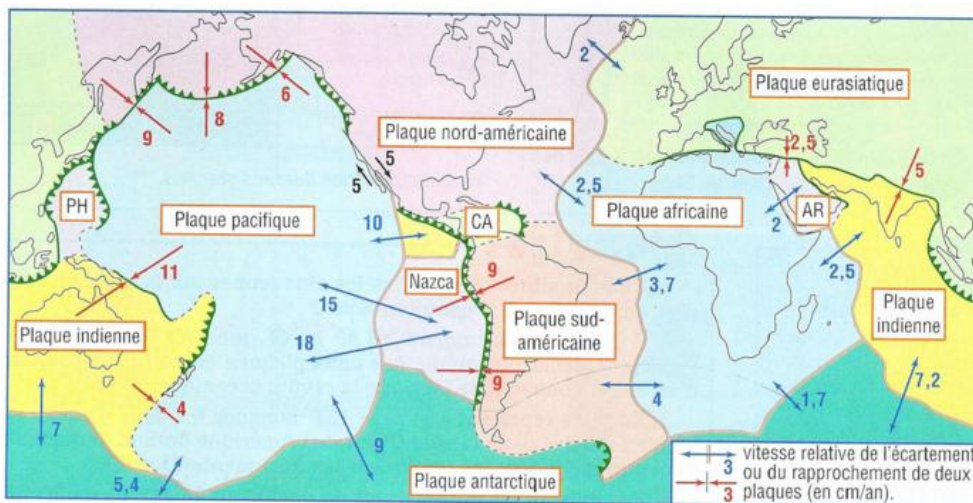 2
Plaque eurasiatique
6
8
9
Plaque nord-américaine
2,5
5
5
5
2,5
PH
Plaque pacifique
CA
Plaque africaine
AR
10
2
11
Nazca
9
3,7
2,5
15
Plaque indienne
Plaque sud-
américaine
Plaque
indienne
18
9
4
4
1,7
7,2
7
9
5,4
Plaque antarctique
vitesse relative de l'écartement
3
ou du rapprochement de deux
plaques (en cm/an).
3